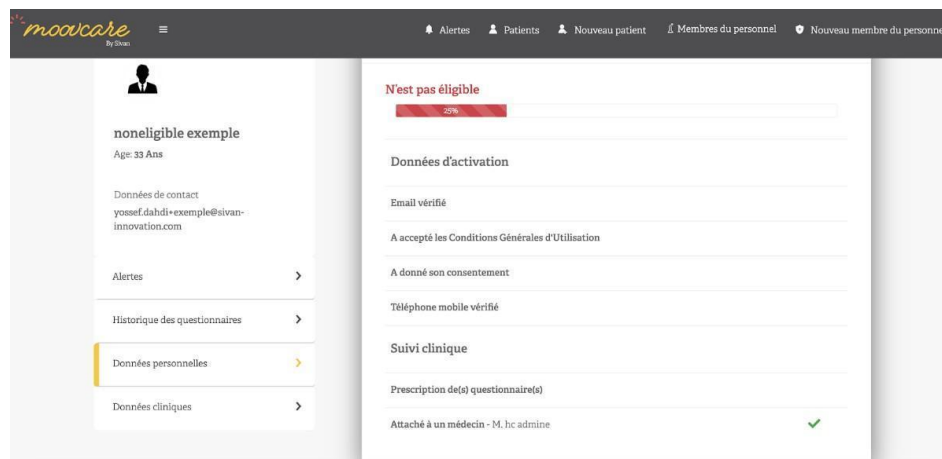 moovcare
By Sivan
Alertes
Patients
Nouveau patient
Membres du personnel
Nouveau membre du personne
noneligible exemple
Age: 33 Ans
Données de contact
yossef.dahdi+exemple@sivan-
innovation.com
Alertes
Historique des questionnaires
Données personnelles
Données cliniques
N'est pas éligible
25%
Données d'activation
Email vérifié
A accepté les Conditions Générales d'Utilisation
A donné son consentement
Téléphone mobile vérifié
Suivi clinique
Prescription de(s) questionnaire(s)
Attaché à un médecin - M. hc admine